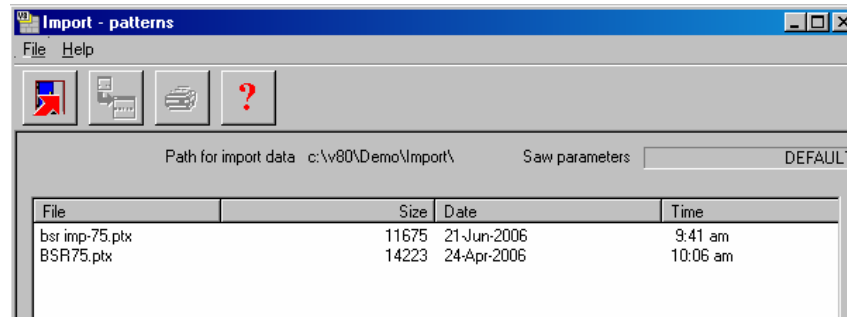 Import - patterns
File Help
?
Path for import data c:\v80\Demo\Import\ Saw parameters DEFAULT
File Size Date Time
bsr imp-75.ptx 11675 21-Jun-2006 9:41 am
BSR75.ptx 14223 24-Apr-2006 10:06 am